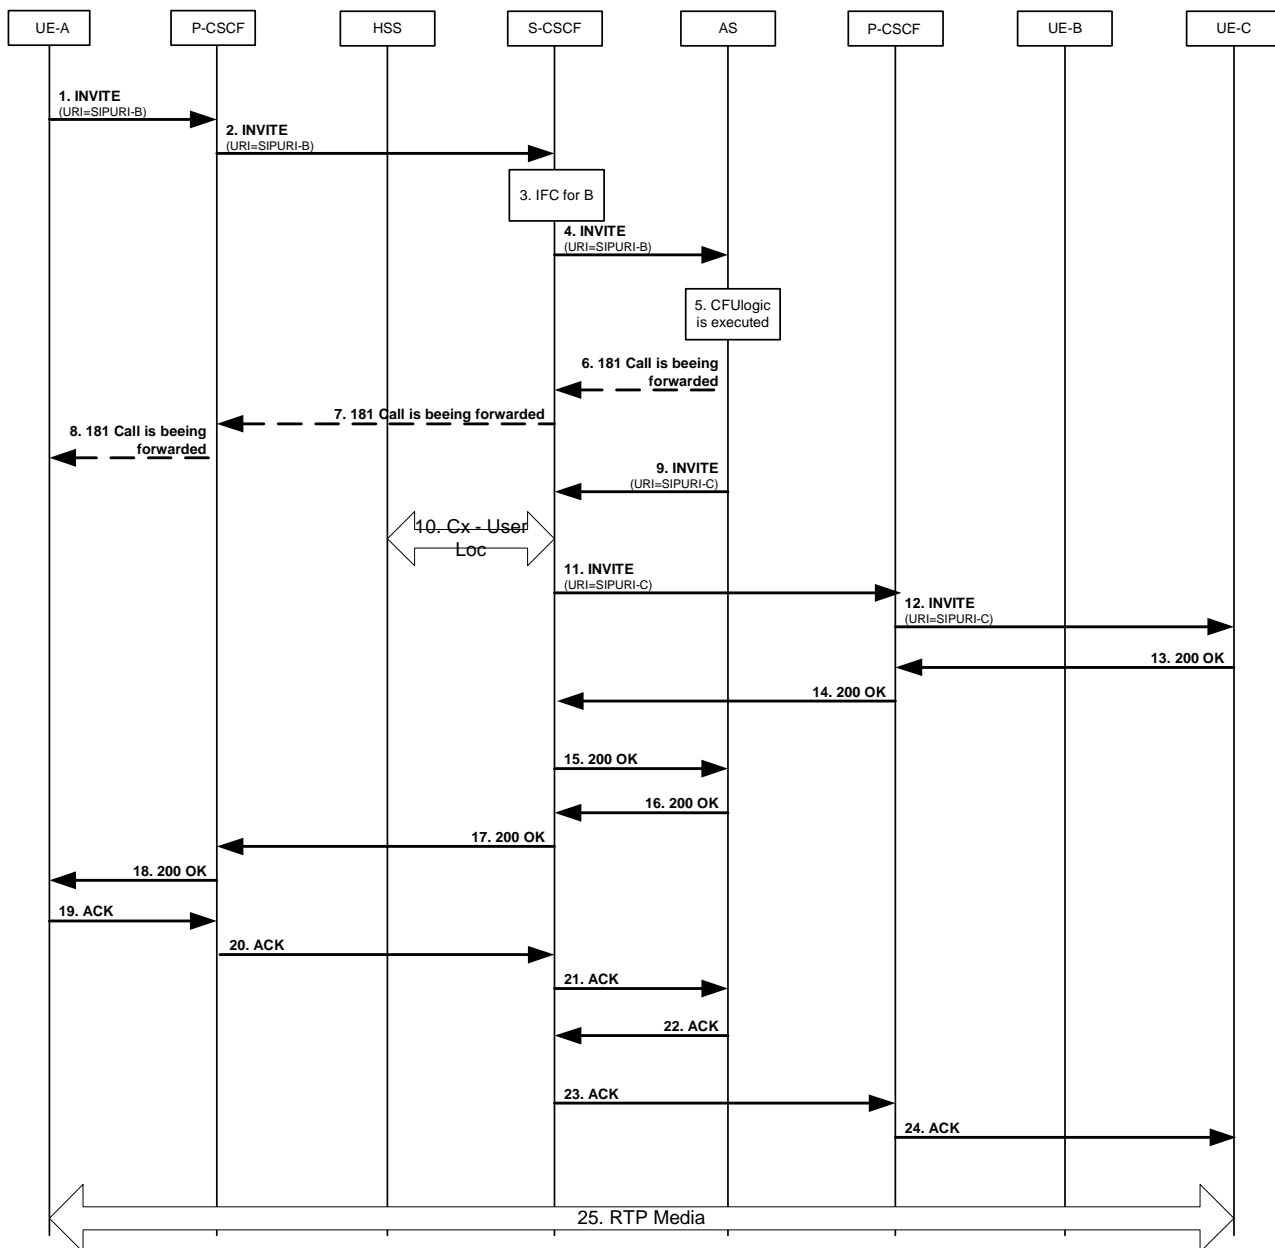 UE-A
P-CSCF
HSS
S-CSCF
AS
P-CSCF
UE-B
UE-C
1. INVITE
(URI=SIPURI-B)
2. INVITE
(URI=SIPURI-B)
3. IFC for B
4. INVITE
(URI=SIPURI-B)
5. CFUlogic
is executed
6. 181 Call is beeing
forwarded
7. 181 Call is beeing forwarded
8. 181 Call is beeing
forwarded
9. INVITE
(URI=SIPURI-C)
10. Cx - User
Loc
11. INVITE
(URI=SIPURI-C)
12. INVITE
(URI=SIPURI-C)
13. 200 OK
14. 200 OK
15. 200 OK
16. 200 OK
17. 200 OK
18. 200 OK
19. ACK
20. ACK
21. ACK
22. ACK
23. ACK
24. ACK
25. RTP Media